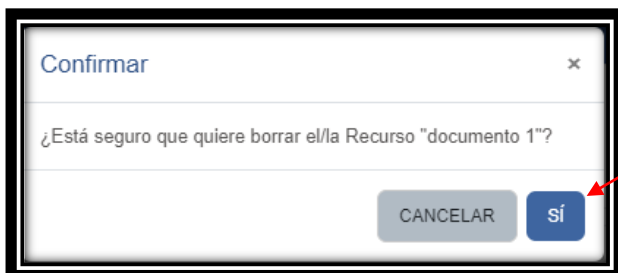 Confirmar ×
¿Está seguro que quiere borrar el/la Recurso "documento 1"?
CANCELAR SÍ